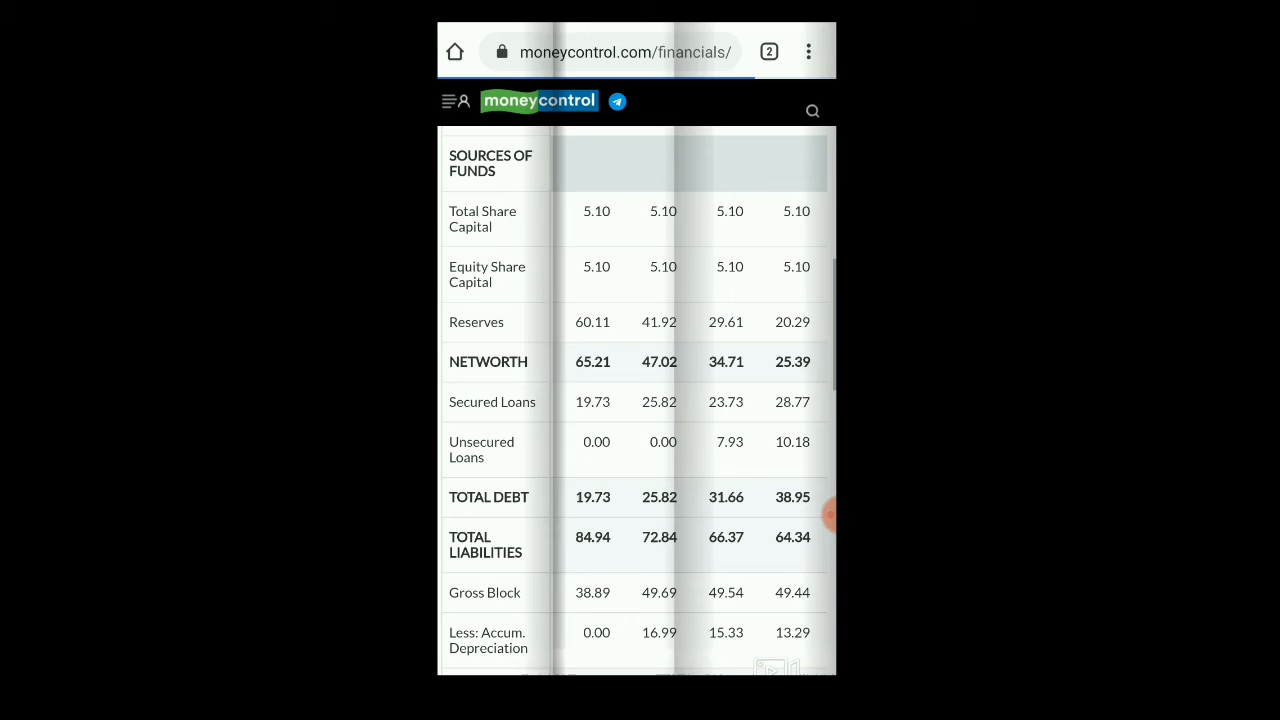 moneycontrol.com/financials/
2
moneycontrol
SOURCES OF
FUNDS
Total Share
Capital
5.10 5.10 5.10 5.10
Equity Share
Capital
5.10 5.10 5.10 5.10
Reserves 60.11 41.92 29.61 20.29
NETWORTH 65.21 47.02 34.71 25.39
Secured Loans 19.73 25.82 23.73 28.77
Unsecured
Loans
0.00 0.00 7.93 10.18
TOTAL DEBT 19.73 25.82 31.66 38.95
TOTAL
LIABILITIES
84.94 72.84 66.37 64.34
Gross Block 38.89 49.69 49.54 49.44
Less: Accum.
Depreciation
0.00 16.99 15.33 13.29